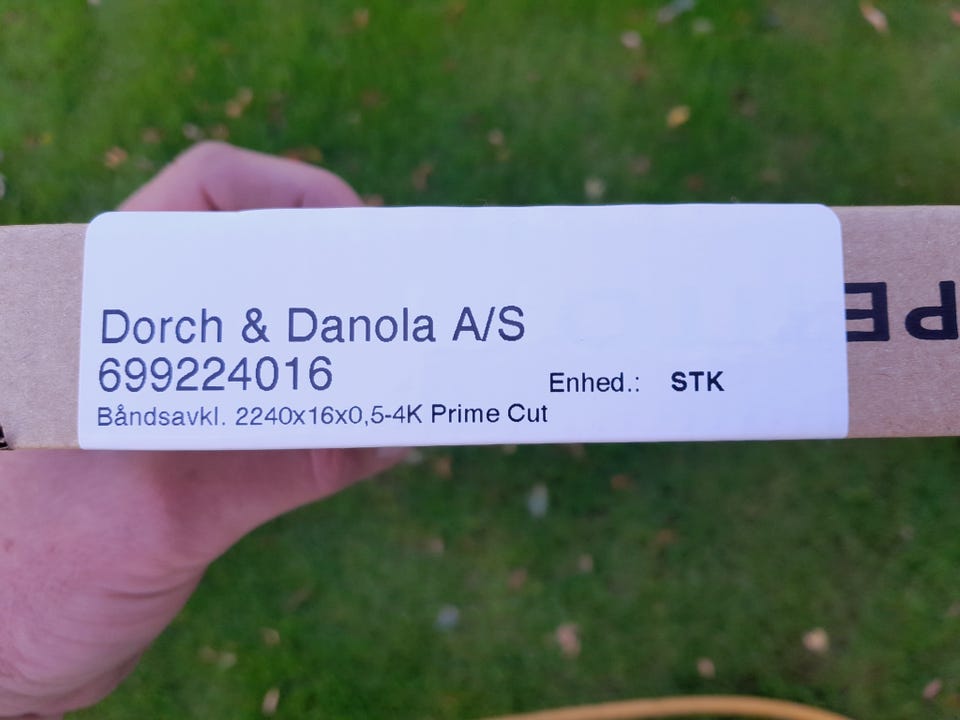 Dorch & Danola A/S
699224016
Enhed.: STK
Båndsavkl. 2240x16x0,5-4K Prime Cut